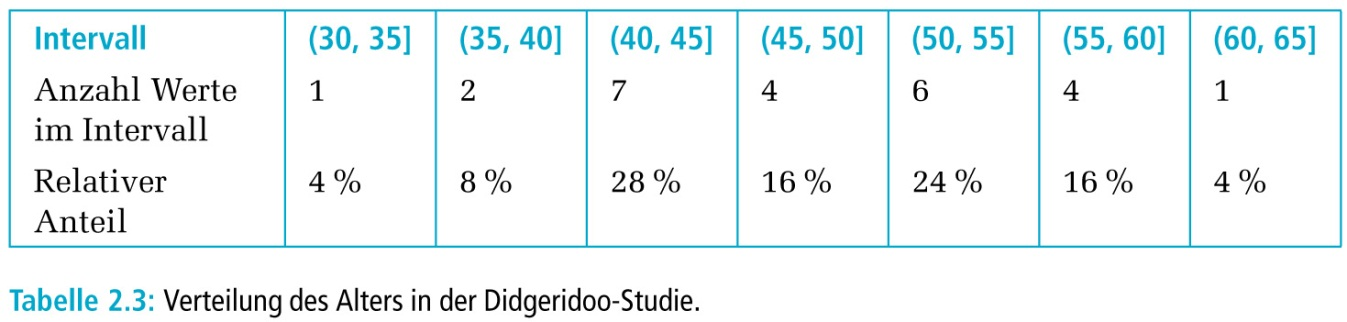 Intervall (30, 35] (35, 40] (40, 45] (45, 50] (50, 55] (55, 60] (60, 65]
Anzahl Werte 1 2 7 4 6 4 1
im Intervall
Relativer 4 % 8 % 28 % 16 % 24 % 16 % 4 %
Anteil
Tabelle 2.3: Verteilung des Alters in der Didgeridoo-Studie.